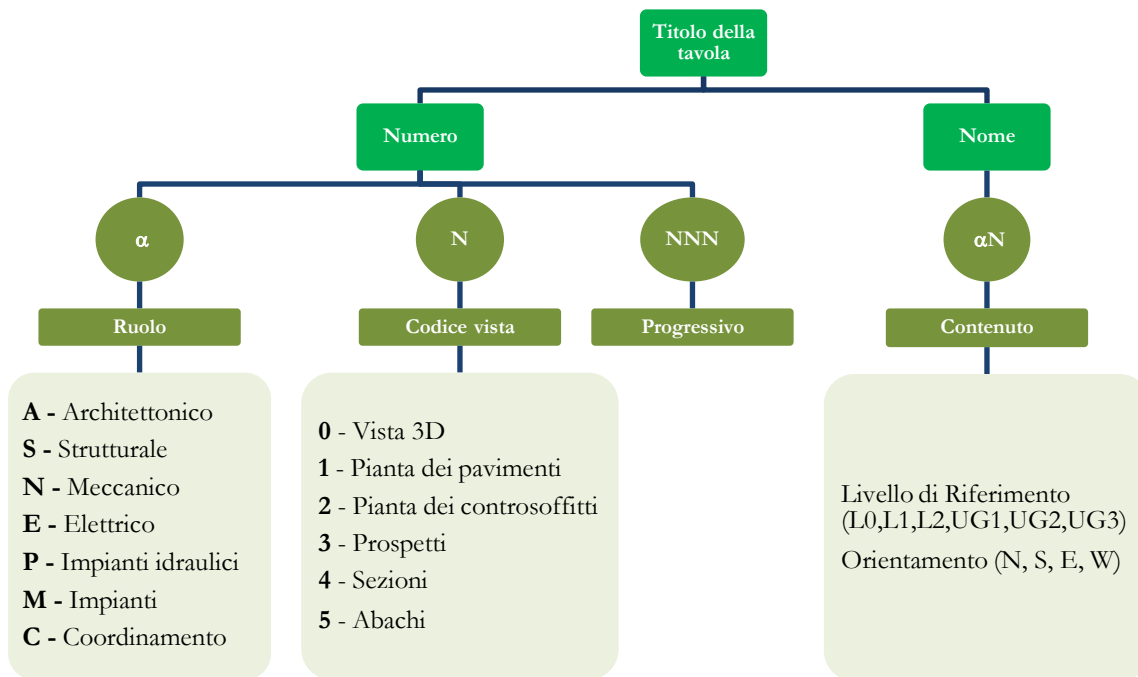 Titolo della
tavola
Numero
Nome
α
N
NNN
αN
Ruolo
Codice vista
Progressivo
Contenuto
A - Architettonico
S - Strutturale
N - Meccanico
E - Elettrico
P - Impianti idraulici
M - Impianti
C - Coordinamento
0 - Vista 3D
1 - Pianta dei pavimenti
2 - Pianta dei controsoffitti
3 - Prospetti
4 - Sezioni
5 - Abachi
Livello di Riferimento
(L0,L1,L2,UG1,UG2,UG3)
Orientamento (N, S, E, W)